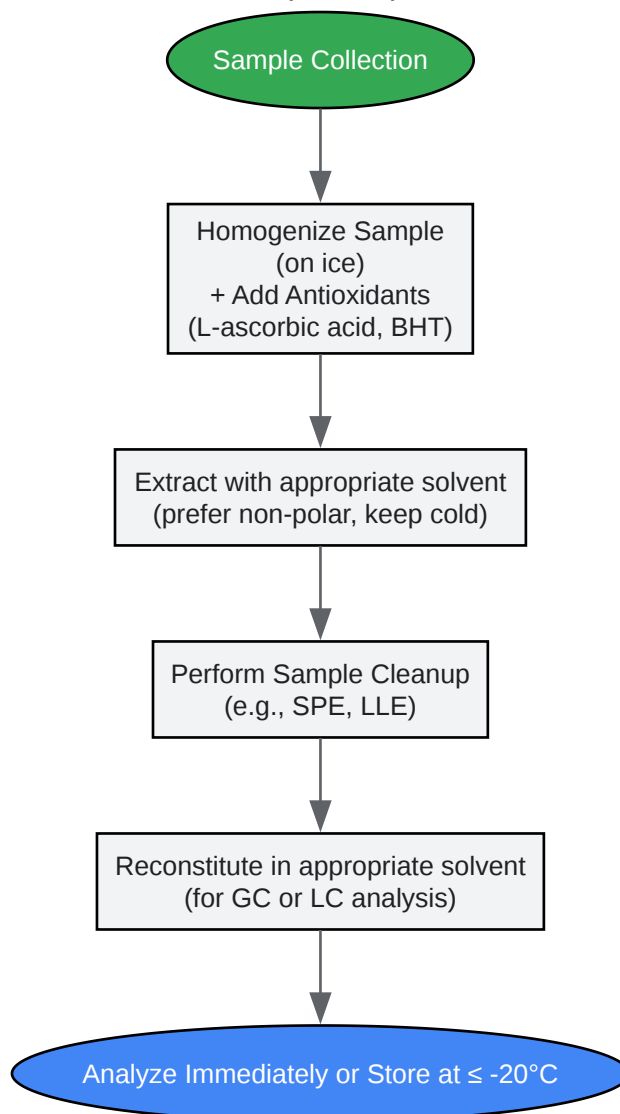 Sample Collection
Homogenize Sample
(on ice)
+ Add Antioxidants
(L-ascorbic acid, BHT)
Extract with appropriate solvent
(prefer non-polar, keep cold)
Perform Sample Cleanup
(e.g., SPE, LLE)
Reconstitute in appropriate solvent
(for GC or LC analysis)
Analyze Immediately or Store at ≤ -20°C